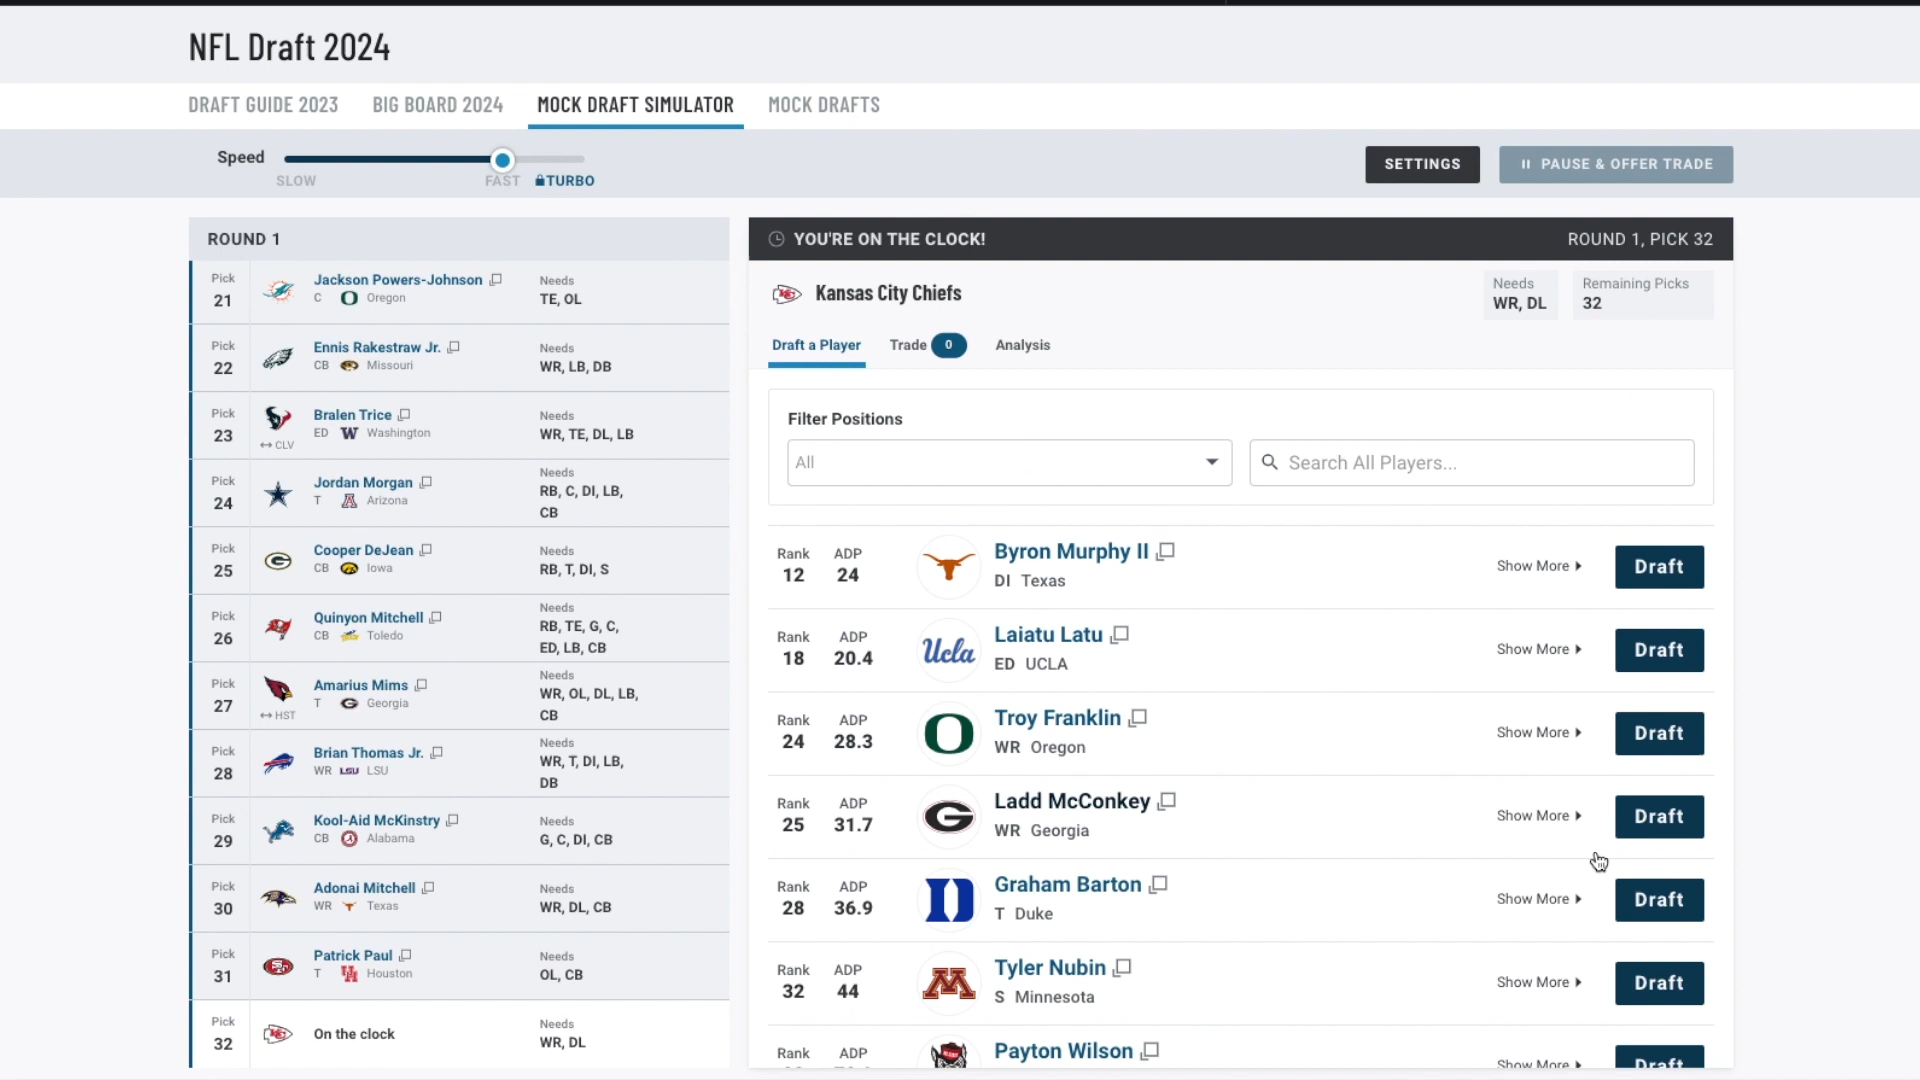 NFL Draft 2024
DRAFT GUIDE 2023 BIG BOARD 2024 MOCK DRAFT SIMULATOR MOCK DRAFTS
Speed
SLOW FAST TURBO
SETTINGS
PAUSE & OFFER TRADE
ROUND 1
Pick 21
Jackson Powers-Johnson
C Oregon
Needs
TE, OL
Pick 22
Ennis Rakestraw Jr.
CB Missouri
Needs
WR, LB, DB
Pick 23
↔ CLV
Bralen Trice
ED W Washington
Needs
WR, TE, DL, LB
Pick 24
Jordan Morgan
T A Arizona
Needs
RB, C, DI, LB,
CB
Pick 25
Cooper DeJean
CB Iowa
Needs
RB, T, DI, S
Pick 26
Quinyon Mitchell
CB Toledo
Needs
RB, TE, G, C,
ED, LB, CB
Pick 27
↔ HST
Amarius Mims
T G Georgia
Needs
WR, OL, DL, LB,
CB
Pick 28
Brian Thomas Jr.
WR LSU LSU
Needs
WR, T, DI, LB,
DB
Pick 29
Kool-Aid McKinstry
CB Alabama
Needs
G, C, DI, CB
Pick 30
Adonai Mitchell
WR Texas
Needs
WR, DL, CB
Pick 31
Patrick Paul
T Houston
Needs
OL, CB
Pick 32
On the clock
Needs
WR, DL
YOU'RE ON THE CLOCK! ROUND 1, PICK 32
Kansas City Chiefs
Needs
WR, DL
Remaining Picks
32
Draft a Player Trade 0 Analysis
Filter Positions
All
Search All Players...
Rank 12 ADP 24
Byron Murphy II
DI Texas
Show More Draft
Rank 18 ADP 20.4
Ucla
Laiatu Latu
ED UCLA
Show More Draft
Rank 24 ADP 28.3
Troy Franklin
WR Oregon
Show More Draft
Rank 25 ADP 31.7
G
Ladd McConkey
WR Georgia
Show More Draft
Rank 28 ADP 36.9
D
Graham Barton
T Duke
Show More Draft
Rank 32 ADP 44
M
Tyler Nubin
S Minnesota
Show More Draft
Rank ADP
Payton Wilson
Show More Draft